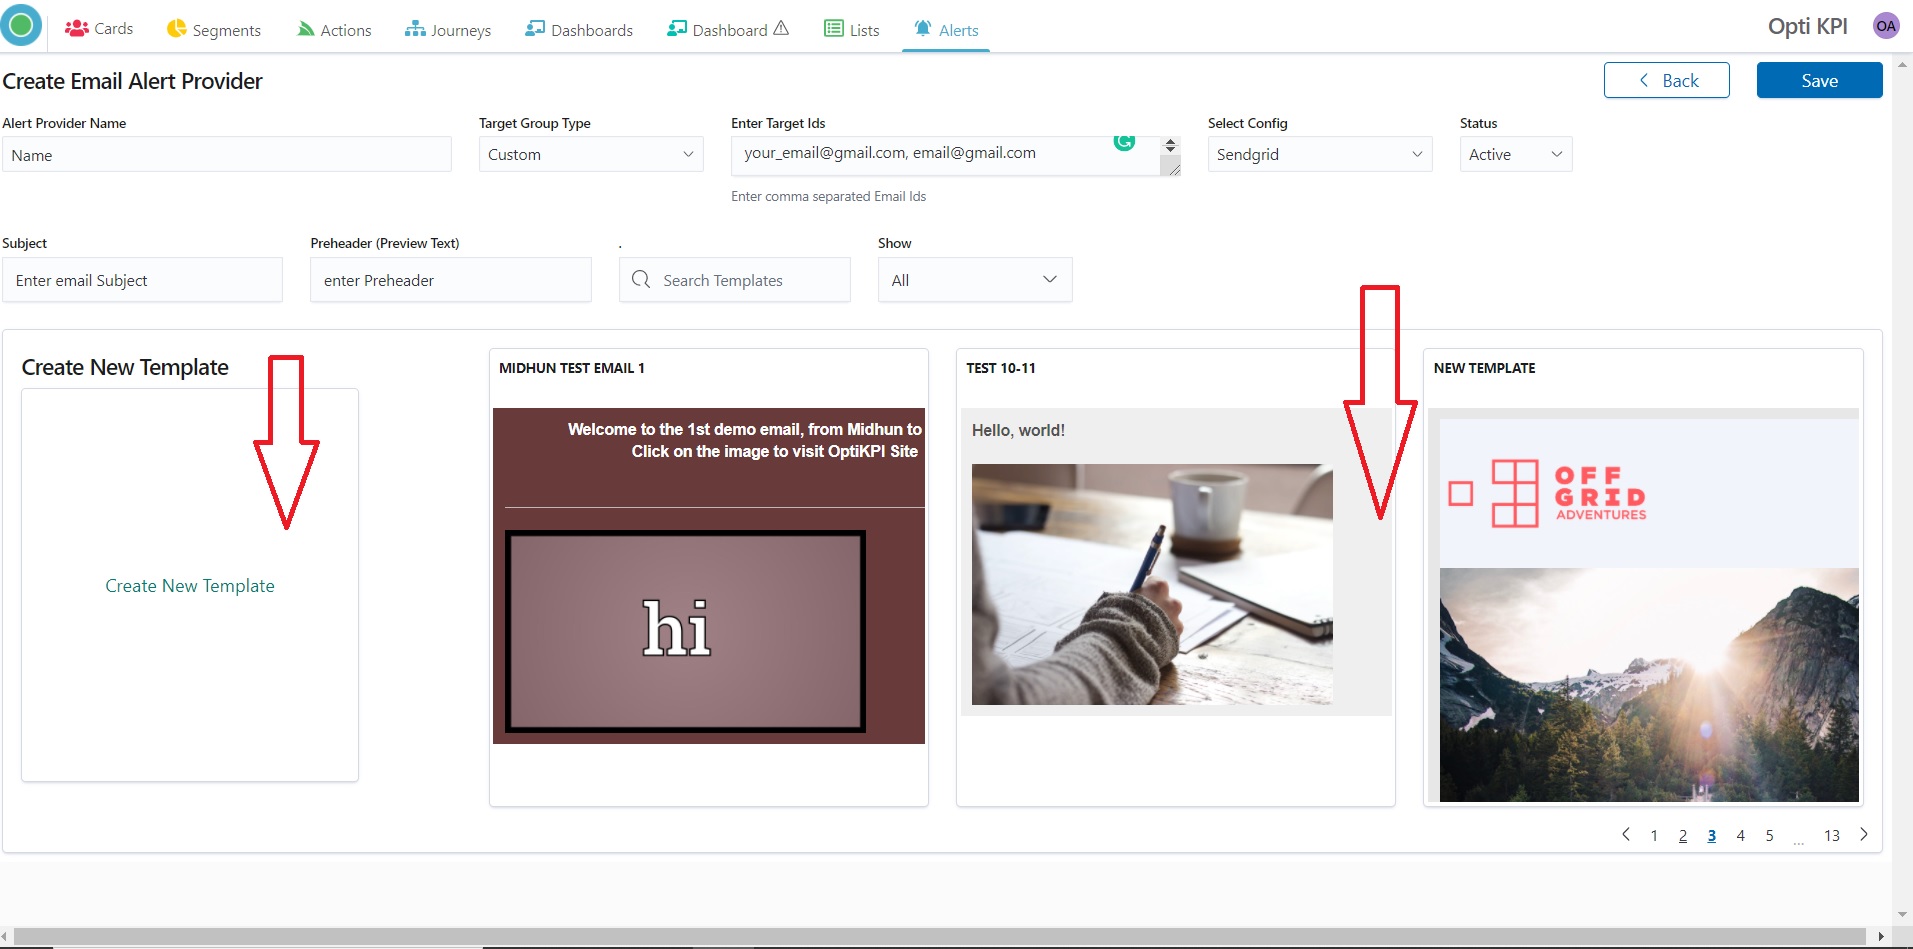 Cards Segments Actions Journeys Dashboards Dashboard Lists Alerts Opti KPI OA
Create Email Alert Provider
Back Save
Alert Provider Name Target Group Type Enter Target Ids Select Config Status
Name Custom your_email@gmail.com, email@gmail.com Sendgrid Active
Enter comma separated Email Ids
Subject Preheader (Preview Text) . Show
Enter email Subject enter Preheader Search Templates All
Create New Template
Create New Template
MIDHUN TEST EMAIL 1
Welcome to the 1st demo email, from Midhun to
Click on the image to visit OptiKPI Site
hi
TEST 10-11
Hello, world!
NEW TEMPLATE
OFF
GRID
ADVENTURES
1 2 3 4 5 ... 13